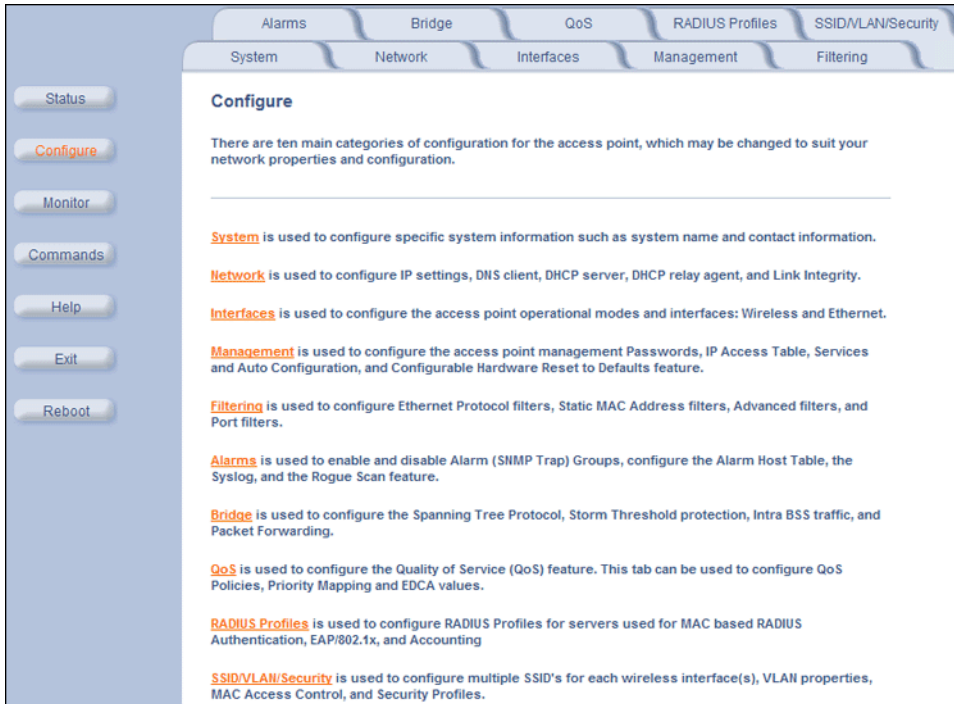 Alarms
Bridge
QoS
RADIUS Profiles
SSID/VLAN/Security
System
Network
Interfaces
Management
Filtering
Status
Configure
Monitor
Commands
Help
Exit
Reboot
Configure
There are ten main categories of configuration for the access point, which may be changed to suit your
network properties and configuration.
System is used to configure specific system information such as system name and contact information.
Network is used to configure IP settings, DNS client, DHCP server, DHCP relay agent, and Link Integrity.
Interfaces is used to configure the access point operational modes and interfaces: Wireless and Ethernet.
Management is used to configure the access point management Passwords, IP Access Table, Services
and Auto Configuration, and Configurable Hardware Reset to Defaults feature.
Filtering is used to configure Ethernet Protocol filters, Static MAC Address filters, Advanced filters, and
Port filters.
Alarms is used to enable and disable Alarm (SNMP Trap) Groups, configure the Alarm Host Table, the
Syslog, and the Rogue Scan feature.
Bridge is used to configure the Spanning Tree Protocol, Storm Threshold protection, Intra BSS traffic, and
Packet Forwarding.
QoS is used to configure the Quality of Service (QoS) feature. This tab can be used to configure QoS
Policies, Priority Mapping and EDCA values.
RADIUS Profiles is used to configure RADIUS Profiles for servers used for MAC based RADIUS
Authentication, EAP/802.1x, and Accounting
SSID/VLAN/Security is used to configure multiple SSID's for each wireless interface(s), VLAN properties,
MAC Access Control, and Security Profiles.